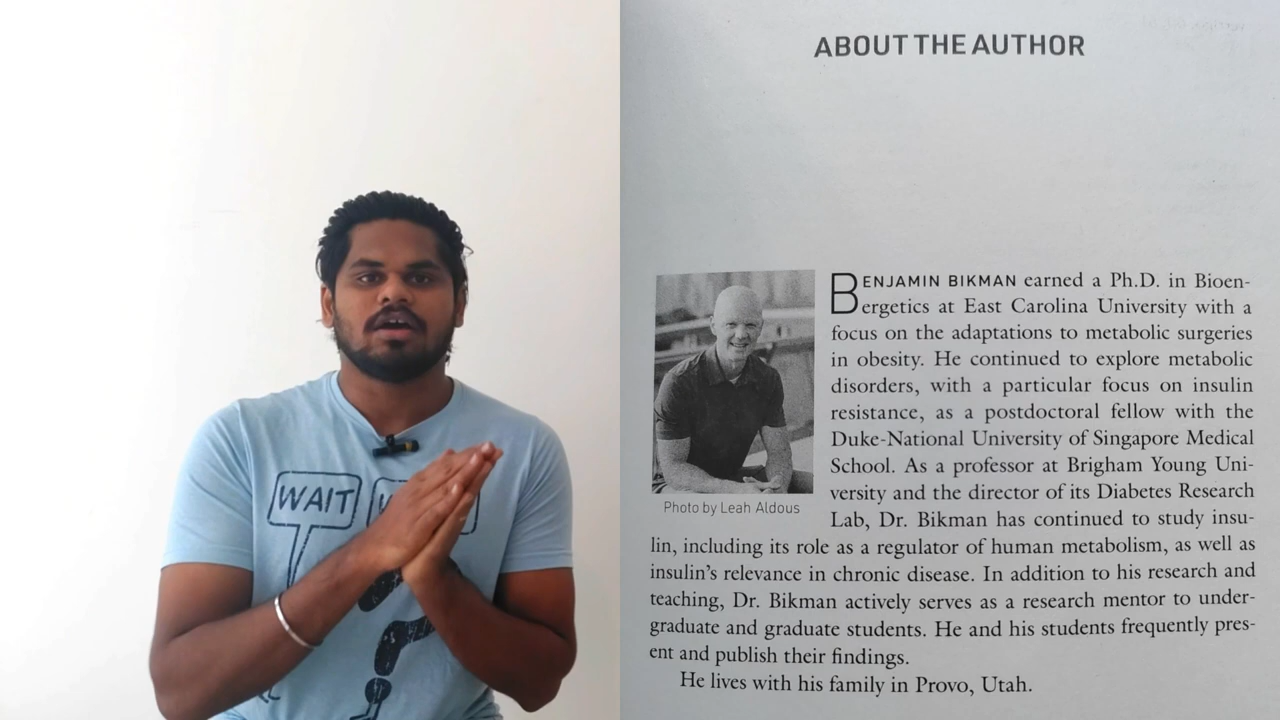 WAIT
ABOUT THE AUTHOR
BENJAMIN BIKMAN earned a Ph.D. in Bioen-
ergetics at East Carolina University with a
focus on the adaptations to metabolic surgeries
in obesity. He continued to explore metabolic
disorders, with a particular focus on insulin
resistance, as a postdoctoral fellow with the
Duke-National University of Singapore Medical
School. As a professor at Brigham Young Uni-
versity and the director of its Diabetes Research
Lab, Dr. Bikman has continued to study insu-
Photo by Leah Aldous
lin, including its role as a regulator of human metabolism, as well as
insulin's relevance in chronic disease. In addition to his research and
teaching, Dr. Bikman actively serves as a research mentor to under-
graduate and graduate students. He and his students frequently pres-
ent and publish their findings.
He lives with his family in Provo, Utah.